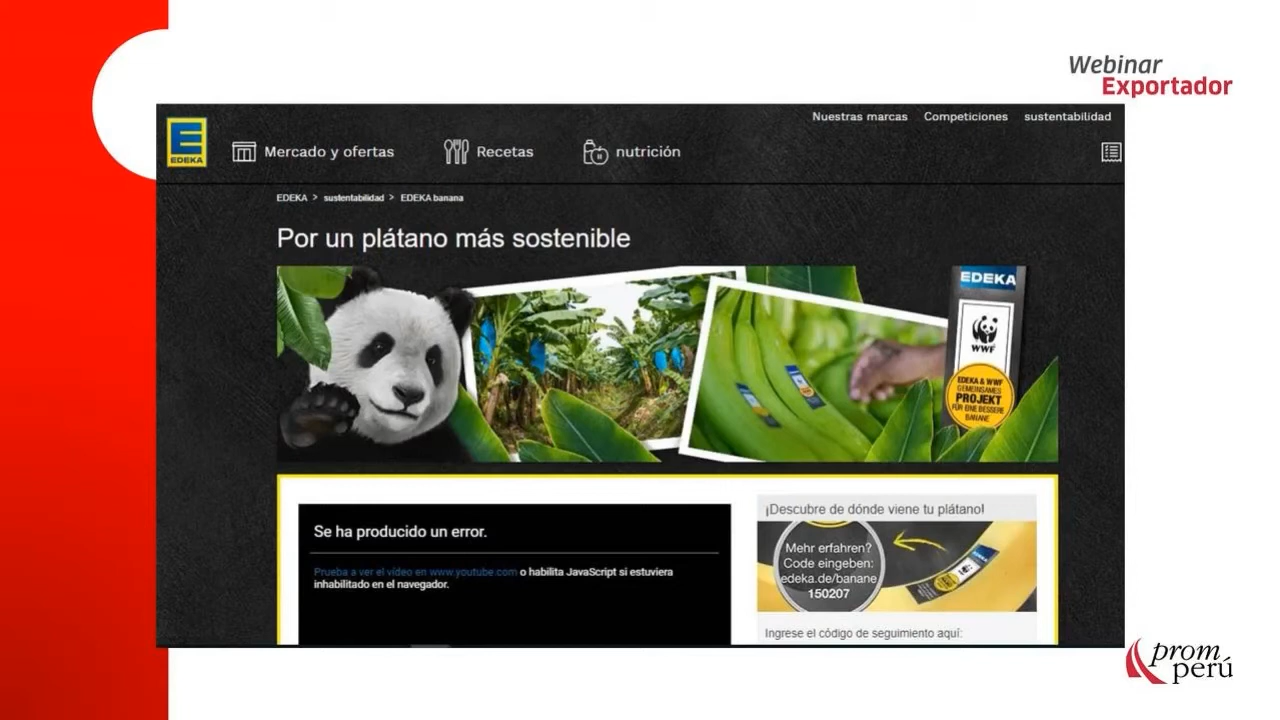 Webinar
Exportador
Nuestras marcas Competiciones sustentabilidad
EDEKA
Mercado y ofertas Recetas nutrición
EDEKA > sustentabilidad > EDEKA banana
Por un plátano más sostenible
EDEKA
WWF
EDEKA & WWF
GEMEINSAMES
PROJEKT
FÜR EINE BESSERE
BANANE
Se ha producido un error.
Prueba a ver el vídeo en www.youtube.com o habilita JavaScript si estuviera
inhabilitado en el navegador.
¡Descubre de dónde viene tu plátano!
Mehr erfahren?
Code eingeben:
edeka.de/banane
150207
Ingrese el código de seguimiento aquí:
prom
perú